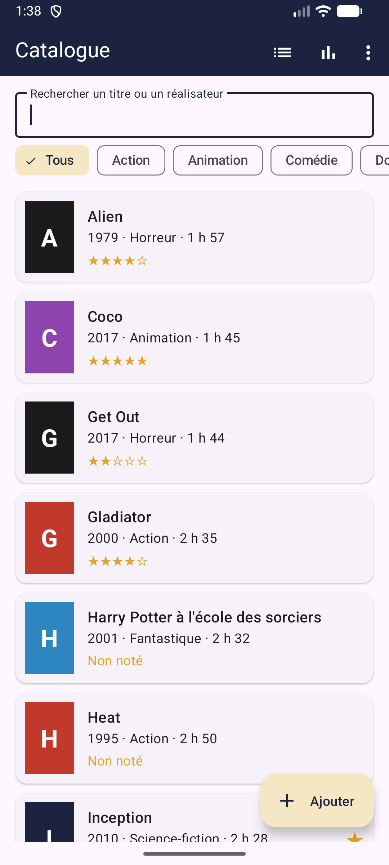 1:38
Catalogue
Rechercher un titre ou un réalisateur
Tous
Action
Animation
Comédie
Do
A
Alien
1979 · Horreur · 1 h 57
★★★★☆
C
Coco
2017 · Animation · 1 h 45
★★★★★
G
Get Out
2017 · Horreur · 1 h 44
★★☆☆☆
G
Gladiator
2000 · Action · 2 h 35
★★★★☆
H
Harry Potter à l'école des sorciers
2001 · Fantastique · 2 h 32
Non noté
H
Heat
1995 · Action · 2 h 50
Non noté
+ Ajouter
I
Inception
2010 · Science-fiction · 2 h 28
★